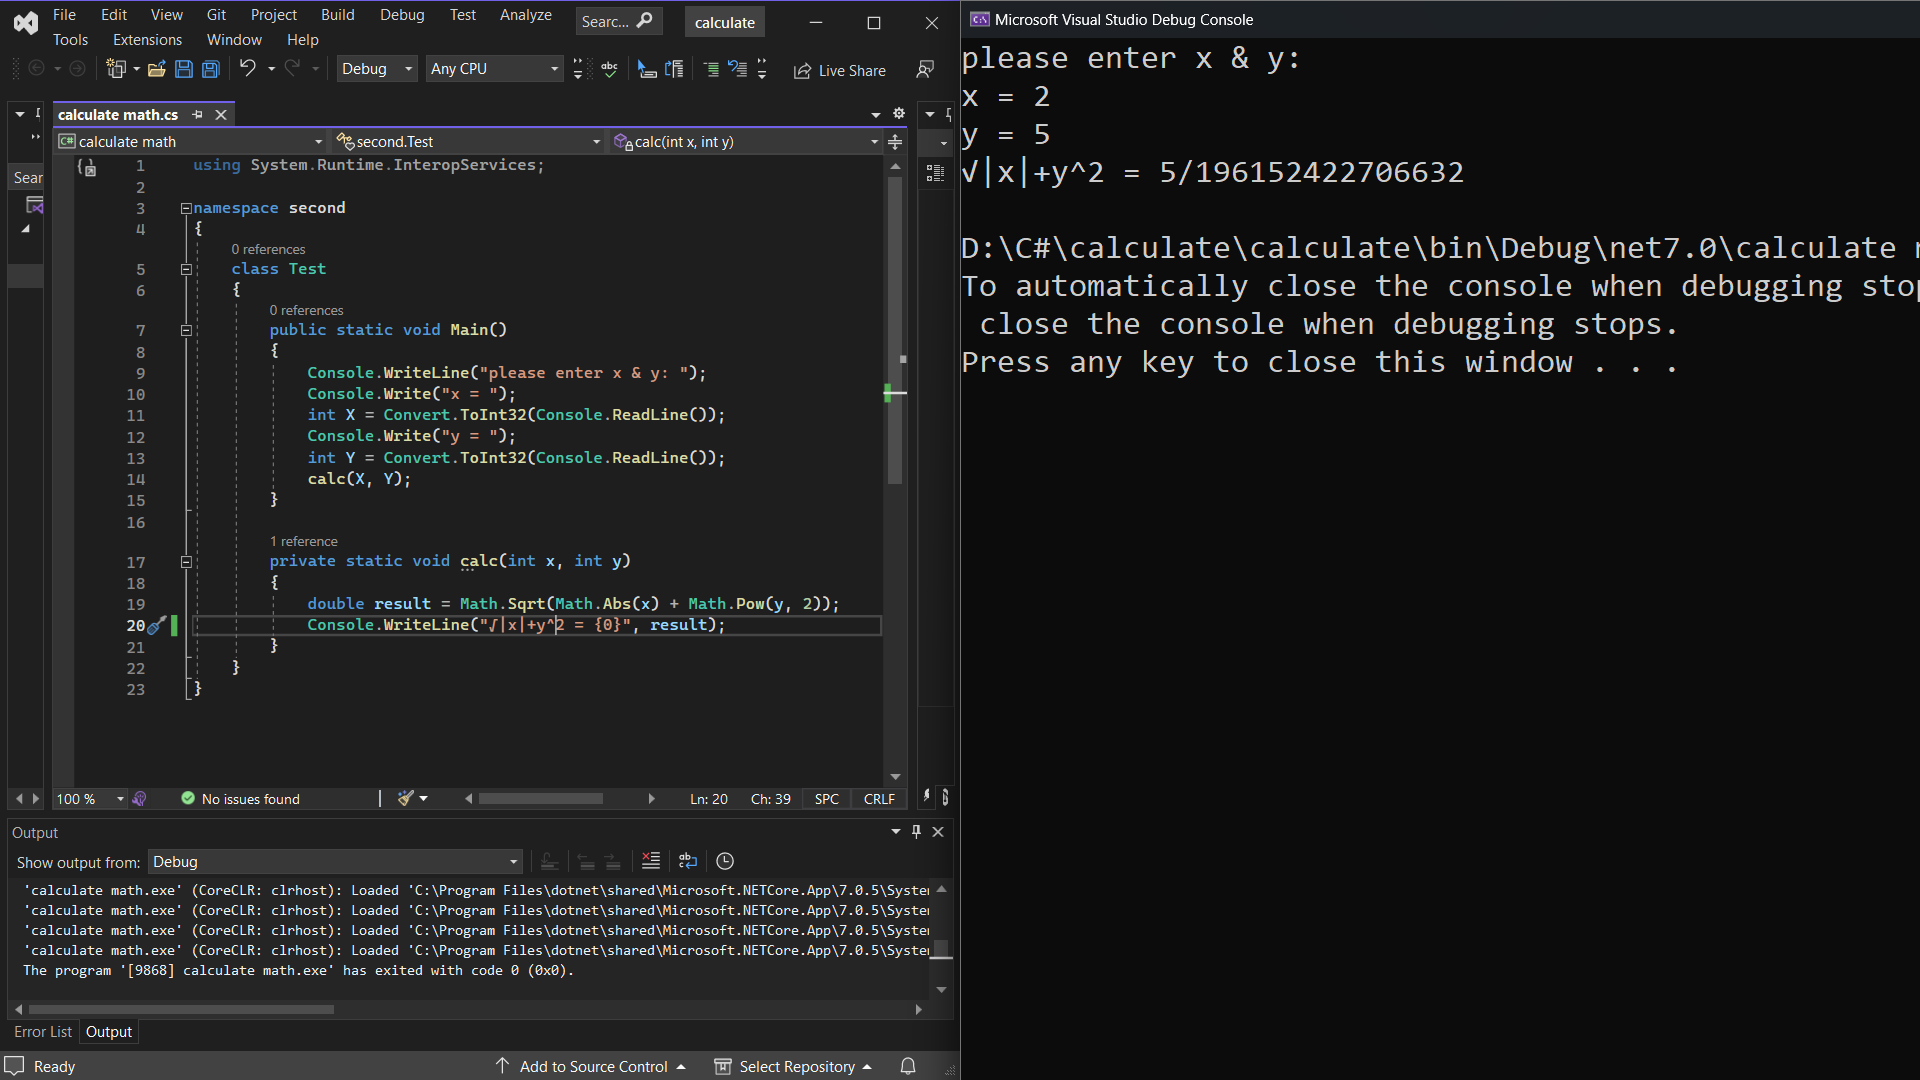 File Edit View Git Project Build Debug Test Analyze Searc... calculate
Tools Extensions Window Help
Debug Any CPU Live Share
calculate math.cs
C# calculate math second.Test calc(int x, int y)
Sear
1 using System.Runtime.InteropServices;
2
3 namespace second
4 {
0 references
5 class Test
6 {
0 references
7 public static void Main()
8 {
9 Console.WriteLine("please enter x & y: ");
10 Console.Write("x = ");
11 int X = Convert.ToInt32(Console.ReadLine());
12 Console.Write("y = ");
13 int Y = Convert.ToInt32(Console.ReadLine());
14 calc(X, Y);
15 }
16
1 reference
17 private static void calc(int x, int y)
18 {
19 double result = Math.Sqrt(Math.Abs(x) + Math.Pow(y, 2));
20 Console.WriteLine("√|x|+y^2 = {0}", result);
21 }
22 }
23 }
100 % No issues found Ln: 20 Ch: 39 SPC CRLF
Output
Show output from: Debug
'calculate math.exe' (CoreCLR: clrhost): Loaded 'C:\Program Files\dotnet\shared\Microsoft.NETCore.App\7.0.5\System
'calculate math.exe' (CoreCLR: clrhost): Loaded 'C:\Program Files\dotnet\shared\Microsoft.NETCore.App\7.0.5\System
'calculate math.exe' (CoreCLR: clrhost): Loaded 'C:\Program Files\dotnet\shared\Microsoft.NETCore.App\7.0.5\System
'calculate math.exe' (CoreCLR: clrhost): Loaded 'C:\Program Files\dotnet\shared\Microsoft.NETCore.App\7.0.5\System
The program '[9868] calculate math.exe' has exited with code 0 (0x0).
Error List Output
Ready Add to Source Control Select Repository
Microsoft Visual Studio Debug Console
please enter x & y:
x = 2
y = 5
√|x|+y^2 = 5/196152422706632
D:\C#\calculate\calculate\bin\Debug\net7.0\calculate
To automatically close the console when debugging stop
close the console when debugging stops.
Press any key to close this window . . .